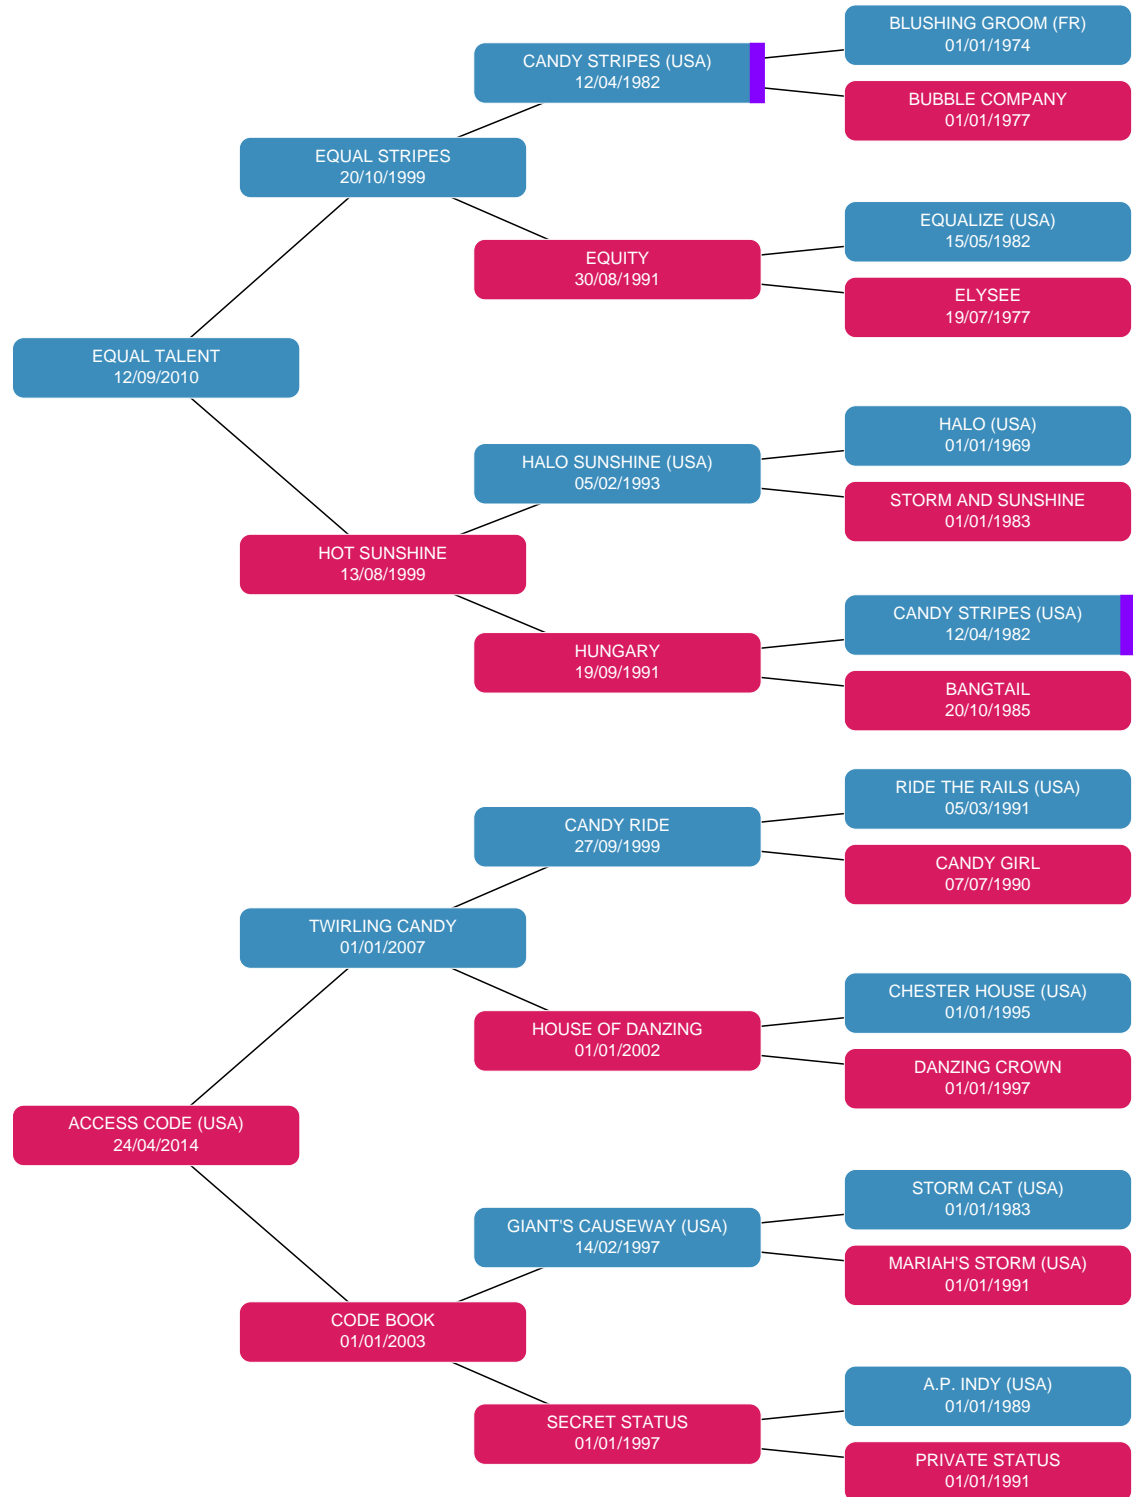 BLUSHING GROOM (FR)
01/01/1974
CANDY STRIPES (USA)
12/04/1982
BUBBLE COMPANY
01/01/1977
EQUAL STRIPES
20/10/1999
EQUALIZE (USA)
15/05/1982
EQUITY
30/08/1991
ELYSEE
19/07/1977
EQUAL TALENT
12/09/2010
HALO (USA)
01/01/1969
HALO SUNSHINE (USA)
05/02/1993
STORM AND SUNSHINE
01/01/1983
HOT SUNSHINE
13/08/1999
CANDY STRIPES (USA)
12/04/1982
HUNGARY
19/09/1991
BANGTAIL
20/10/1985
RIDE THE RAILS (USA)
05/03/1991
CANDY RIDE
27/09/1999
CANDY GIRL
07/07/1990
TWIRLING CANDY
01/01/2007
CHESTER HOUSE (USA)
01/01/1995
HOUSE OF DANZING
01/01/2002
DANZING CROWN
01/01/1997
ACCESS CODE (USA)
24/04/2014
STORM CAT (USA)
01/01/1983
GIANT'S CAUSEWAY (USA)
14/02/1997
MARIAH'S STORM (USA)
01/01/1991
CODE BOOK
01/01/2003
A.P. INDY (USA)
01/01/1989
SECRET STATUS
01/01/1997
PRIVATE STATUS
01/01/1991